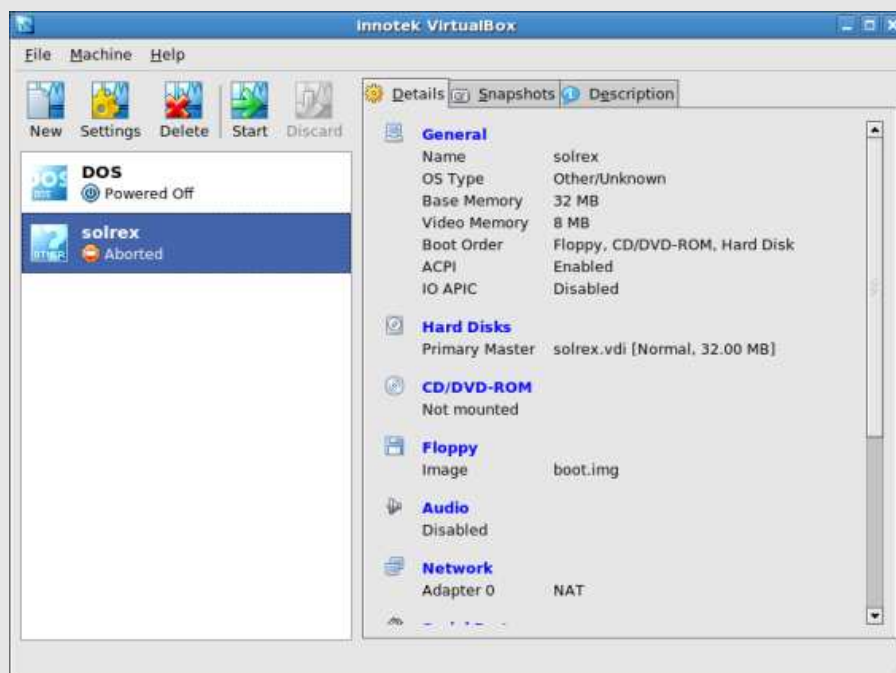 innotek VirtualBox
File Machine Help
New Settings Delete Start Discard
DOS
Powered Off
solrex
Aborted
Details Snapshots Description
General
Name solrex
OS Type Other/Unknown
Base Memory 32 MB
Video Memory 8 MB
Boot Order Floppy, CD/DVD-ROM, Hard Disk
ACPI Enabled
IO APIC Disabled
Hard Disks
Primary Master solrex.vdi [Normal, 32.00 MB]
CD/DVD-ROM
Not mounted
Floppy
Image boot.img
Audio
Disabled
Network
Adapter 0 NAT